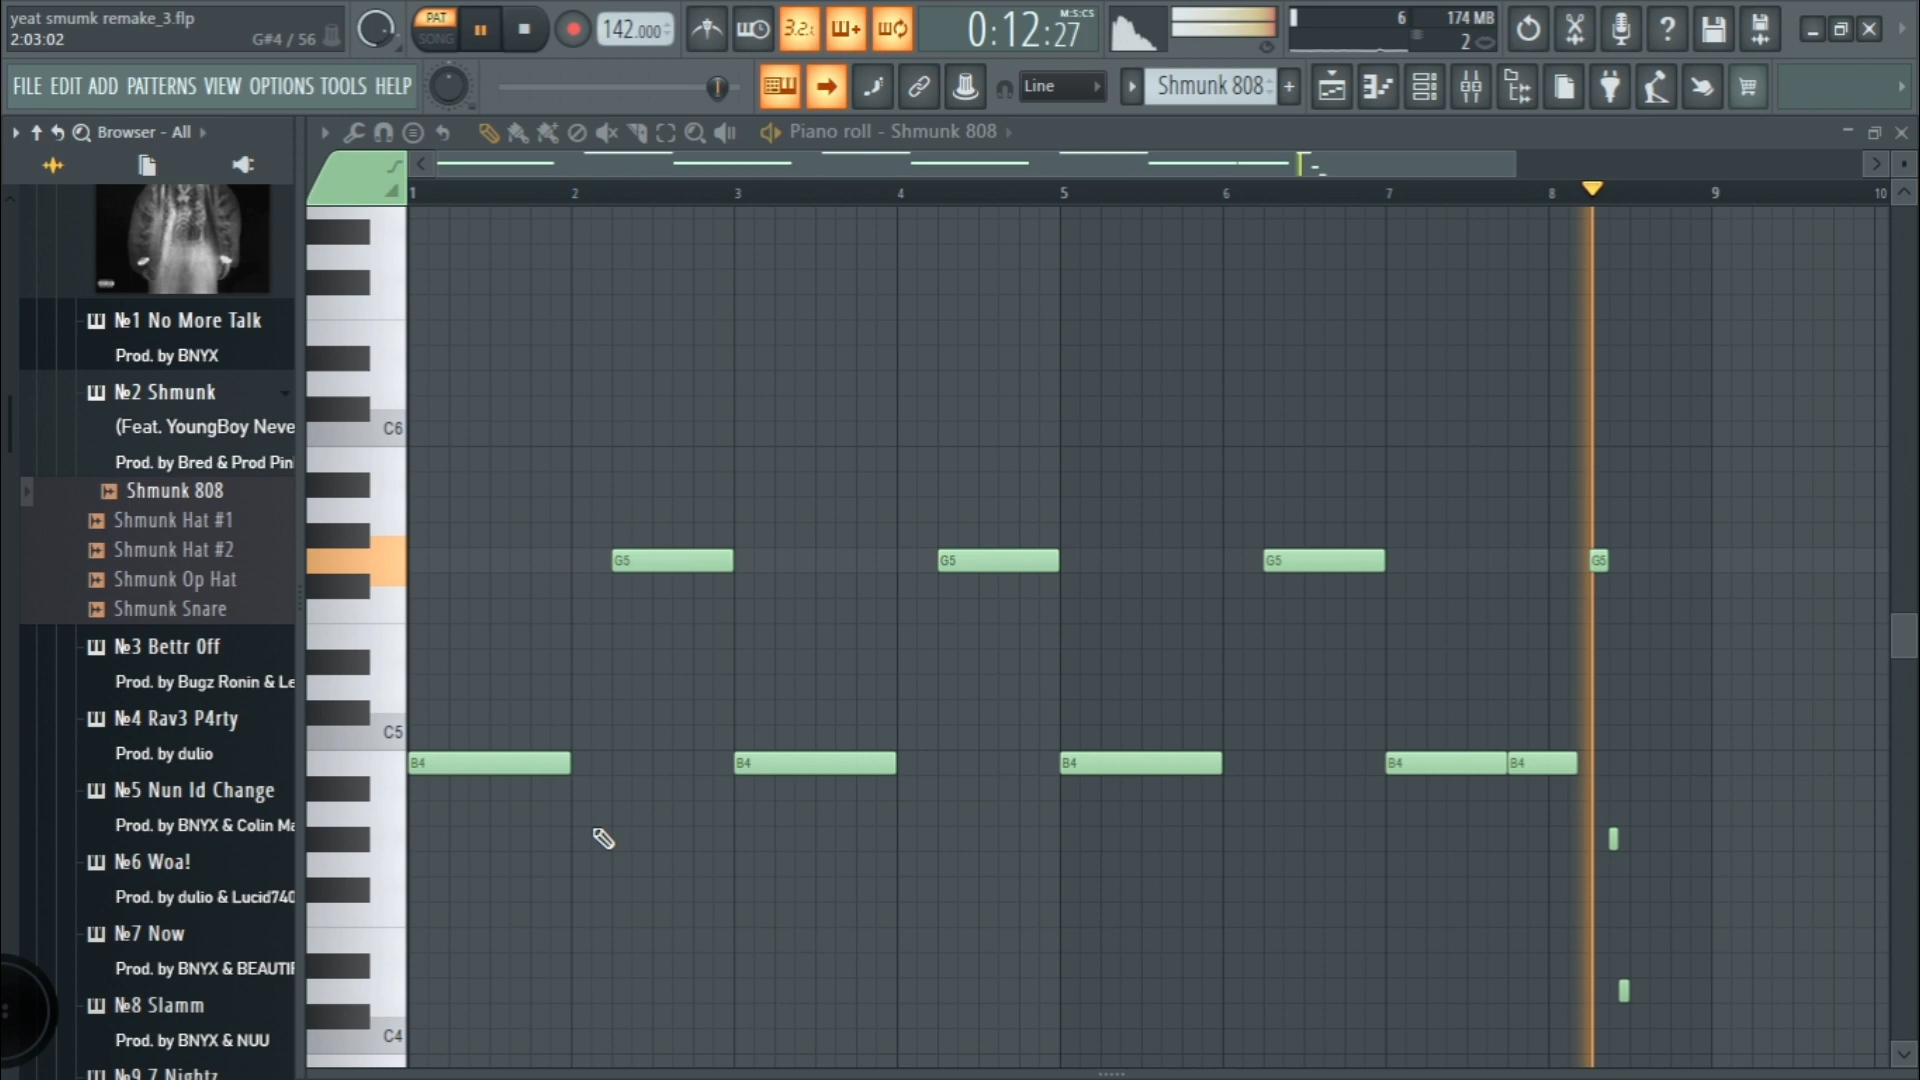 yeat smumk remake_3.flp
2:03:02
G#4 / 56
PAT
SONG
142.000
3.2.
0:12:27
M:S:CS
6
174 MB
2
FILE EDIT ADD PATTERNS VIEW OPTIONS TOOLS HELP
Line
Shmunk 808
Browser - All
Piano roll - Shmunk 808
1 2 3 4 5 6 7 8 9 10
№1 No More Talk
Prod. by BNYX
№2 Shmunk
(Feat. YoungBoy Neve
Prod. by Bred & Prod Pin
Shmunk 808
Shmunk Hat #1
Shmunk Hat #2
Shmunk Op Hat
Shmunk Snare
№3 Bettr Off
Prod. by Bugz Ronin & Le
№4 Rav3 P4rty
Prod. by dulio
№5 Nun Id Change
Prod. by BNYX & Colin Ma
№6 Woa!
Prod. by dulio & Lucid740
№7 Now
Prod. by BNYX & BEAUTIF
№8 Slamm
Prod. by BNYX & NUU
№9 7 Nightz
C6
G5 G5 G5 G5
C5
B4 B4 B4 B4 B4
C4